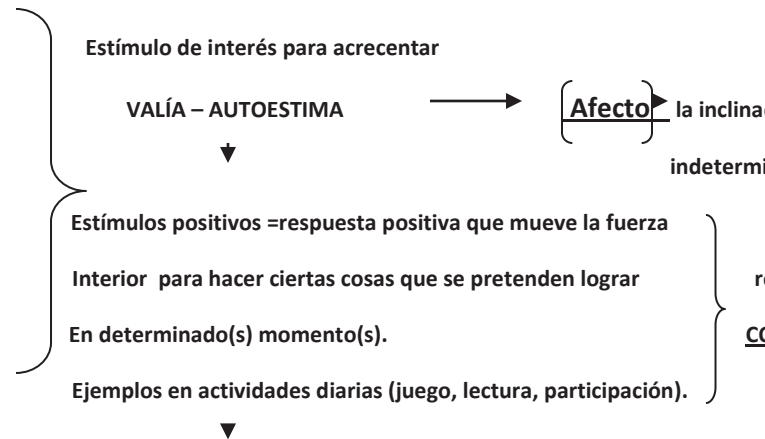 Estímulo de interés para acrecentar
VALÍA – AUTOESTIMA
Afecto la
Estímulos positivos =respuesta positiva que mueve la fuerza
Interior para hacer ciertas cosas que se pretenden lograr
En determinado(s) momento(s).
Ejemplos en actividades diarias (juego, lectura, participación).